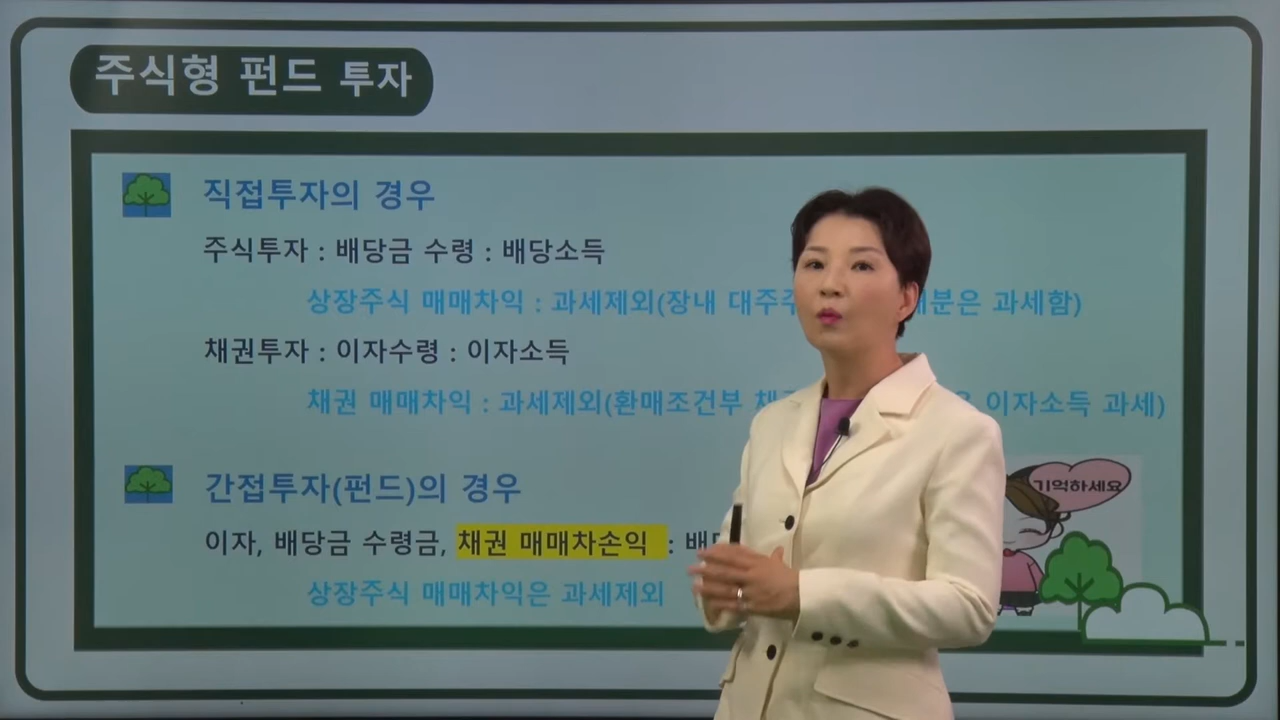 주식형 펀드 투자
직접투자의 경우
주식투자 : 배당금 수령 : 배당소득
상장주식 매매차익 : 과세제외(장내 과세함)
채권투자 : 이자수령 : 이자소득
채권 매매차익 : 과세제외(환매조건부 이자소득 과세)
기억하세요
간접투자(펀드)의 경우
이자, 배당금 수령금, 채권 매매차손익 :
상장주식 매매차익은 과세제외